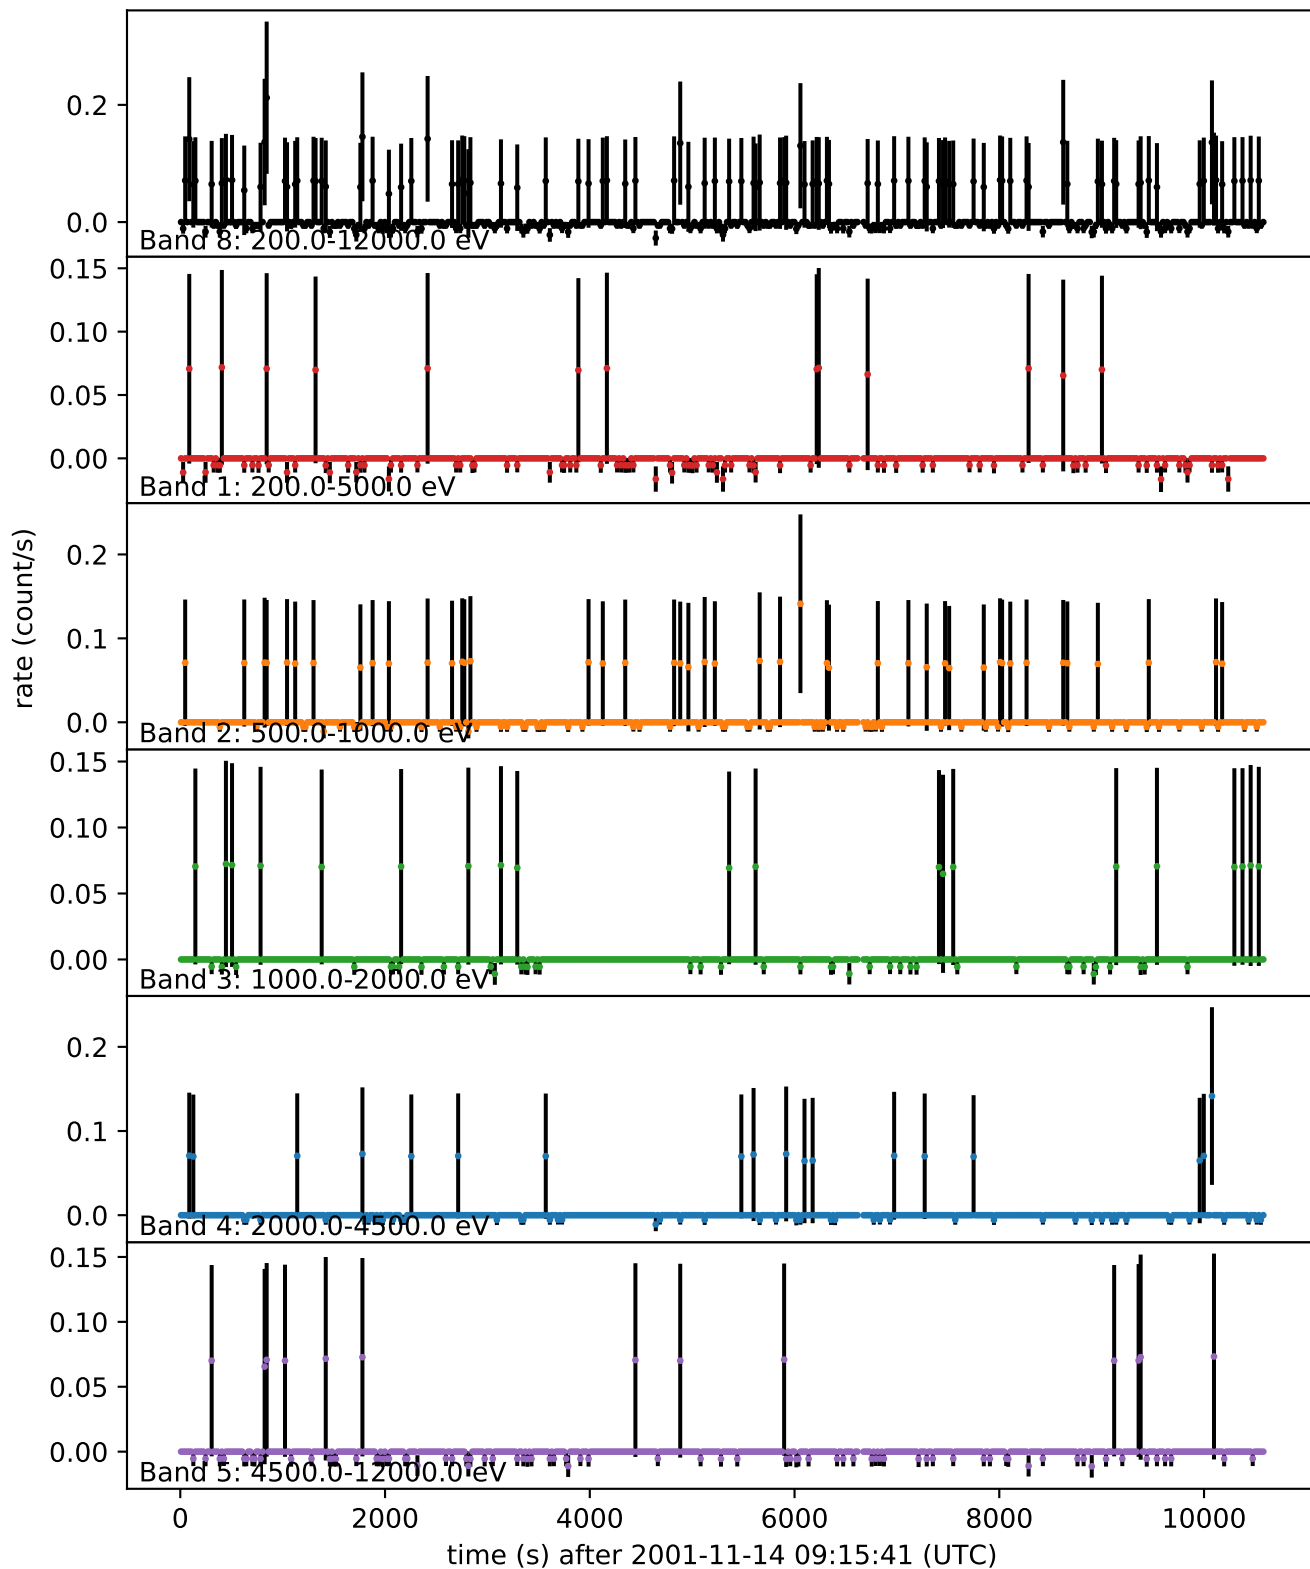 0.2
0.0
Band 8: 200.0-12000.0 eV
0.15
0.10
0.05
0.00
Band 1: 200.0-500.0 eV
rate (count/s)
0.2
0.1
0.0
Band 2: 500.0-1000.0 eV
0.15
0.10
0.05
0.00
Band 3: 1000.0-2000.0 eV
0.2
0.1
0.0
Band 4: 2000.0-4500.0 eV
0.15
0.10
0.05
0.00
Band 5: 4500.0-12000.0 eV
0 2000 4000 6000 8000 10000
time (s) after 2001-11-14 09:15:41 (UTC)